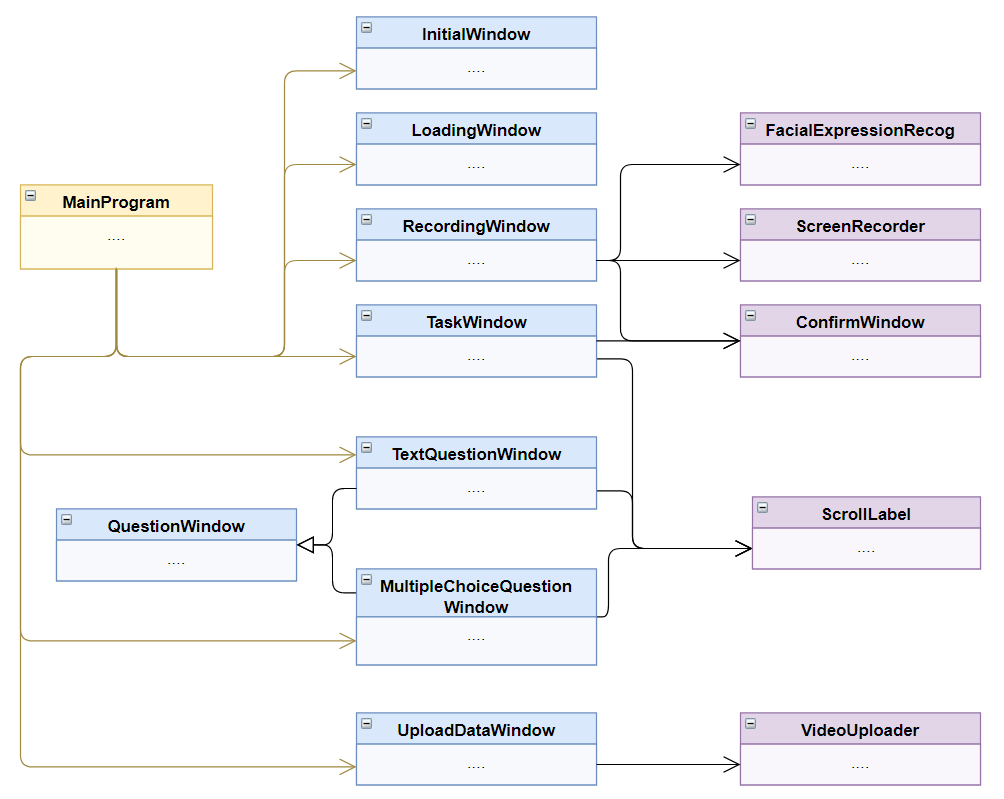 InitialWindow
....
LoadingWindow
....
FacialExpressionRecog
....
MainProgram
....
RecordingWindow
....
ScreenRecorder
....
TaskWindow
....
ConfirmWindow
....
TextQuestionWindow
....
QuestionWindow
....
ScrollLabel
....
MultipleChoiceQuestion
Window
....
UploadDataWindow
....
VideoUploader
....